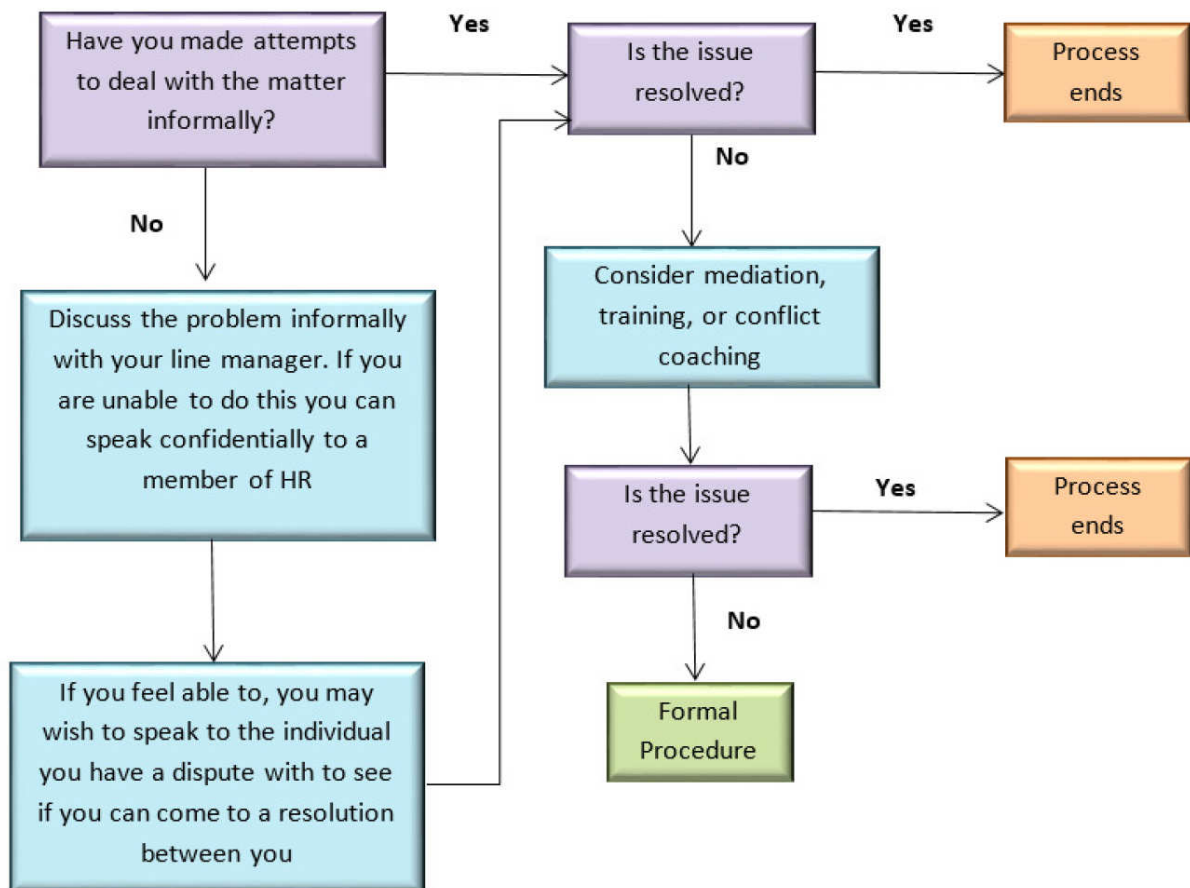 Have you made attempts
to deal with the matter
informally?
Yes
Is the issue
resolved?
Yes
Process
ends
No
No
Discuss the problem informally
with your line manager. If you
are unable to do this you can
speak confidentially to a
member of HR
Consider mediation,
training, or conflict
coaching
Is the issue
resolved?
Yes
Process
ends
No
If you feel able to, you may
wish to speak to the individual
you have a dispute with to see
if you can come to a resolution
between you
Formal
Procedure